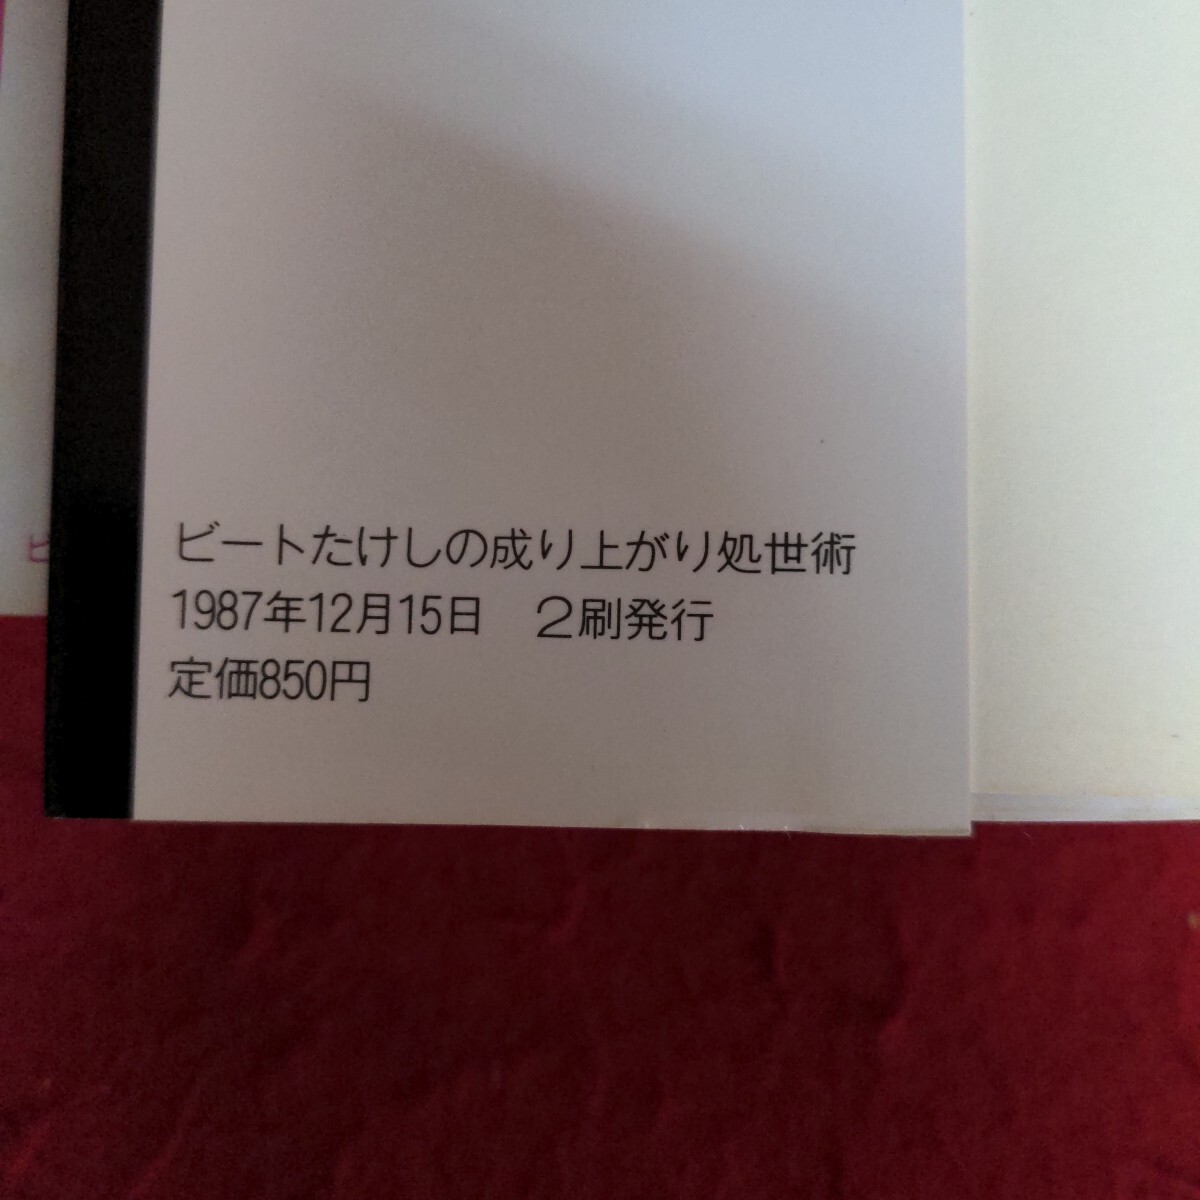 ビートたけしの成り上がり処世術
1987年12月15日　2刷発行
定価850円